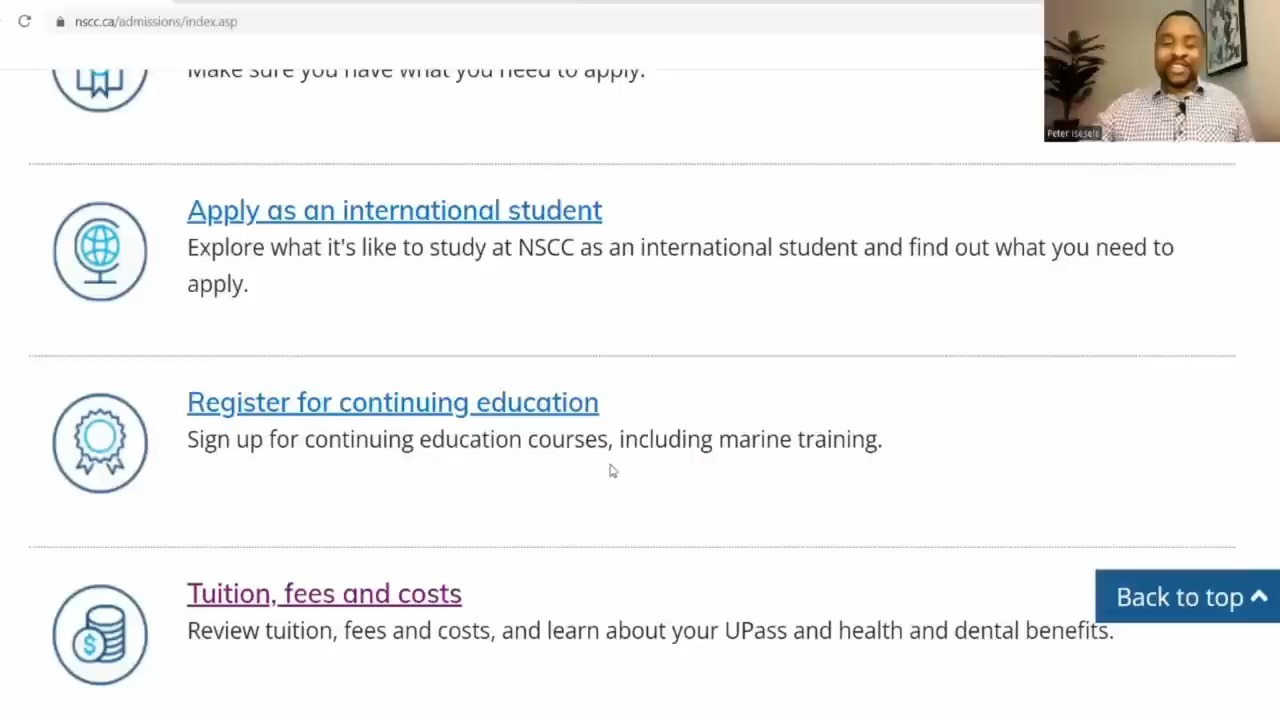 nscc.ca/admissions/index.asp
Make sure you have what you need to apply.
Peter Isesele
Apply as an international student
Explore what it's like to study at NSCC as an international student and find out what you need to
apply.
Register for continuing education
Sign up for continuing education courses, including marine training.
Tuition, fees and costs
Back to top
Review tuition, fees and costs, and learn about your UPass and health and dental benefits.